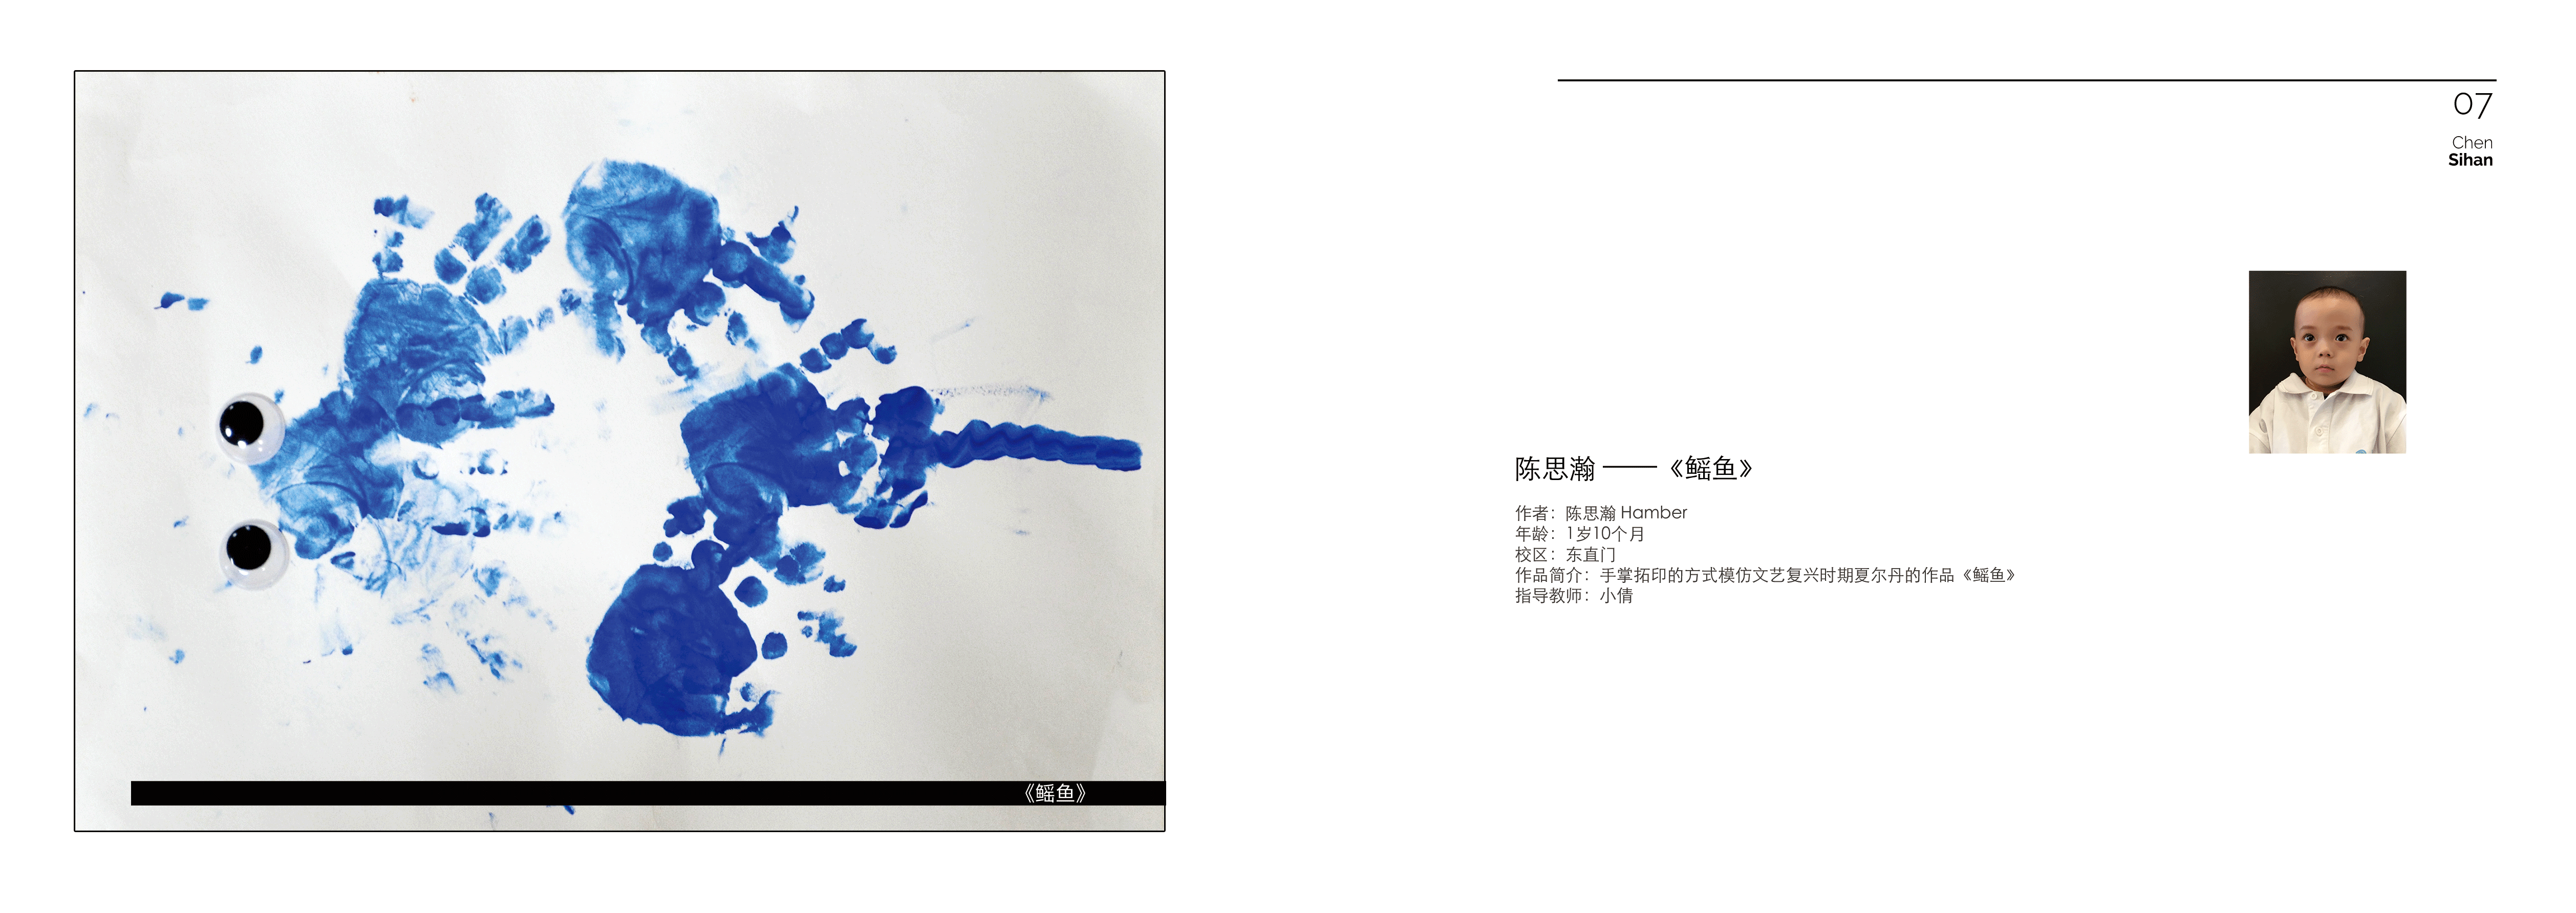 《鳐鱼》
07
Chen
Sihan
陈思瀚 ——《鳐鱼》
作者：陈思瀚 Hamber
年龄：1岁10个月
校区：东直门
作品简介：手掌拓印的方式模仿文艺复兴时期夏尔丹的作品《鳐鱼》
指导教师：小倩